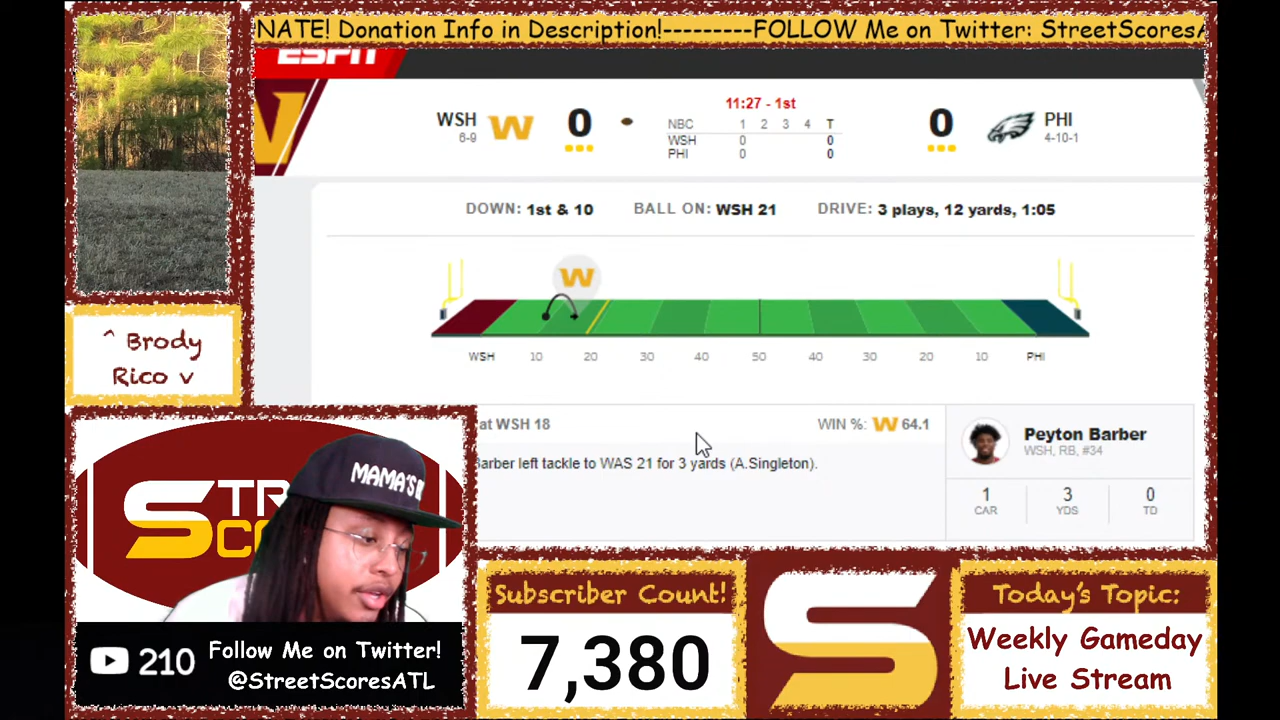 NATE! Donation Info in Description!---------FOLLOW Me on Twitter: StreetScoresA
ESPN
WSH
6-9
W
0
11:27 - 1st
NBC 1 2 3 4 T
WSH 0 0
PHI 0 0
0
PHI
4-10-1
DOWN: 1st & 10 BALL ON: WSH 21 DRIVE: 3 plays, 12 yards, 1:05
W
WSH 10 20 30 40 50 40 30 20 10 PHI
^ Brody
Rico v
at WSH 18
WIN %: W 64.1
Barber left tackle to WAS 21 for 3 yards (A.Singleton).
Peyton Barber
WSH, RB, #34
1 3 0
CAR YDS TD
STR
SCO
MAMA'S
210
Follow Me on Twitter!
@StreetScoresATL
Subscriber Count!
7,380
S
Today's Topic:
Weekly Gameday
Live Stream